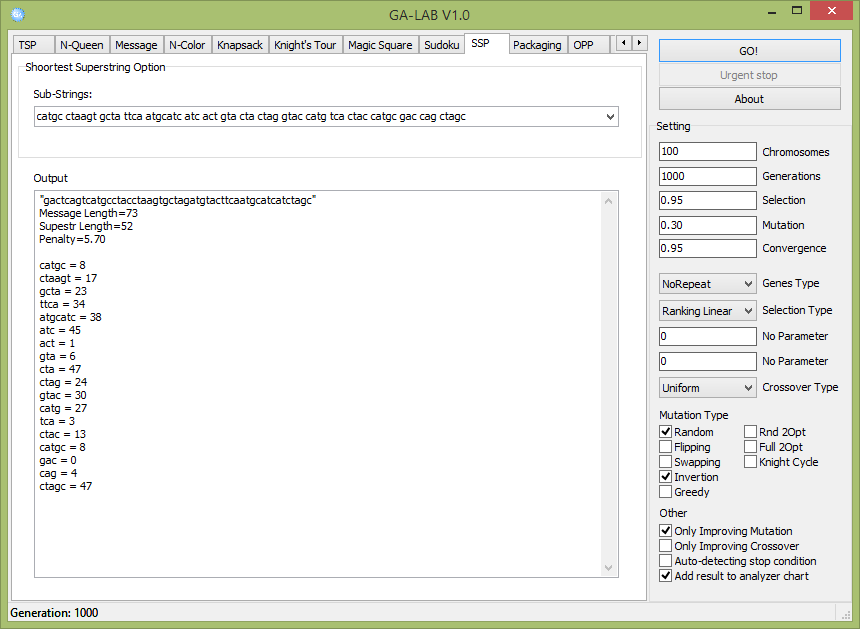 GA-LAB V1.0
TSP N-Queen Message N-Color Knapsack Knight's Tour Magic Square Sudoku SSP Packaging OPP
Shoortest Superstring Option
Sub-Strings:
catgc ctaagt gcta ttca atgcatc atc act gta cta ctag gtac catg tca ctac catgc gac cag ctagc
Output
"gactcagtcatgcctacctaagtgctagatgtacttcaatgcatcatctagc"
Message Length=73
Supestr Length=52
Penalty=5.70
catgc = 8
ctaagt = 17
gcta = 23
ttca = 34
atgcatc = 38
atc = 45
act = 1
gta = 6
cta = 47
ctag = 24
gtac = 30
catg = 27
tca = 3
ctac = 13
catgc = 8
gac = 0
cag = 4
ctagc = 47
GO!
Urgent stop
About
Setting
100 Chromosomes
1000 Generations
0.95 Selection
0.30 Mutation
0.95 Convergence
NoRepeat Genes Type
Ranking Linear Selection Type
0 No Parameter
0 No Parameter
Uniform Crossover Type
Mutation Type
Random Rnd 2Opt
Flipping Full 2Opt
Swapping Knight Cycle
Invertion
Greedy
Other
Only Improving Mutation
Only Improving Crossover
Auto-detecting stop condition
Add result to analyzer chart
Generation: 1000